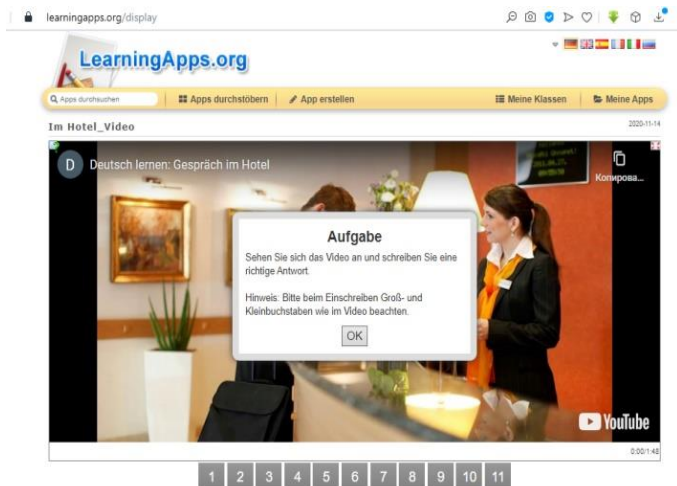 learningapps.org/display
LearningApps.org
Apps durchsuchen
Apps durchstöbern
App erstellen
Meine Klassen
Meine Apps
Im Hotel_Video
2020-11-14
D
Deutsch lernen: Gespräch im Hotel
Копирова...
Aufgabe
Sehen Sie sich das Video an und schreiben Sie eine
richtige Antwort.
Hinweis: Bitte beim Einschreiben Groß- und
Kleinbuchstaben wie im Video beachten.
OK
YouTube
0:00/1:48
1 2 3 4 5 6 7 8 9 10 11